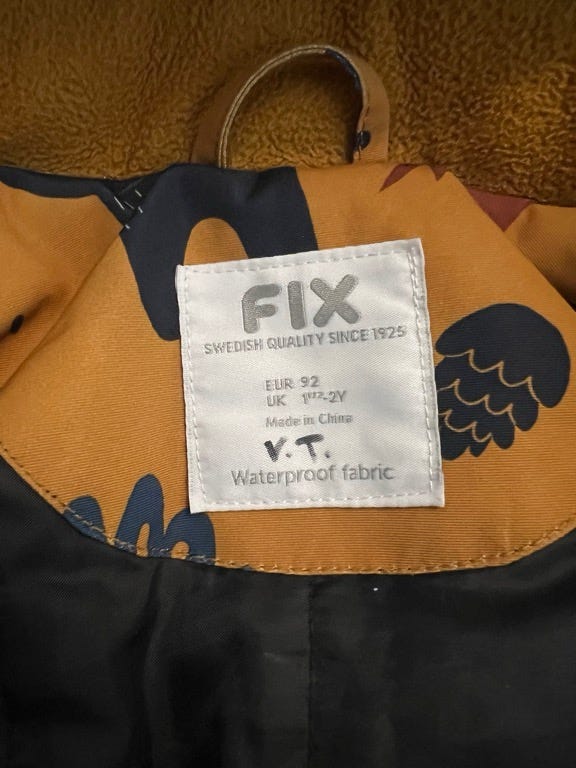 FIX
SWEDISH QUALITY SINCE 1925
EUR 92
UK 1¹/²-2Y
Made in China
V.T.
Waterproof fabric